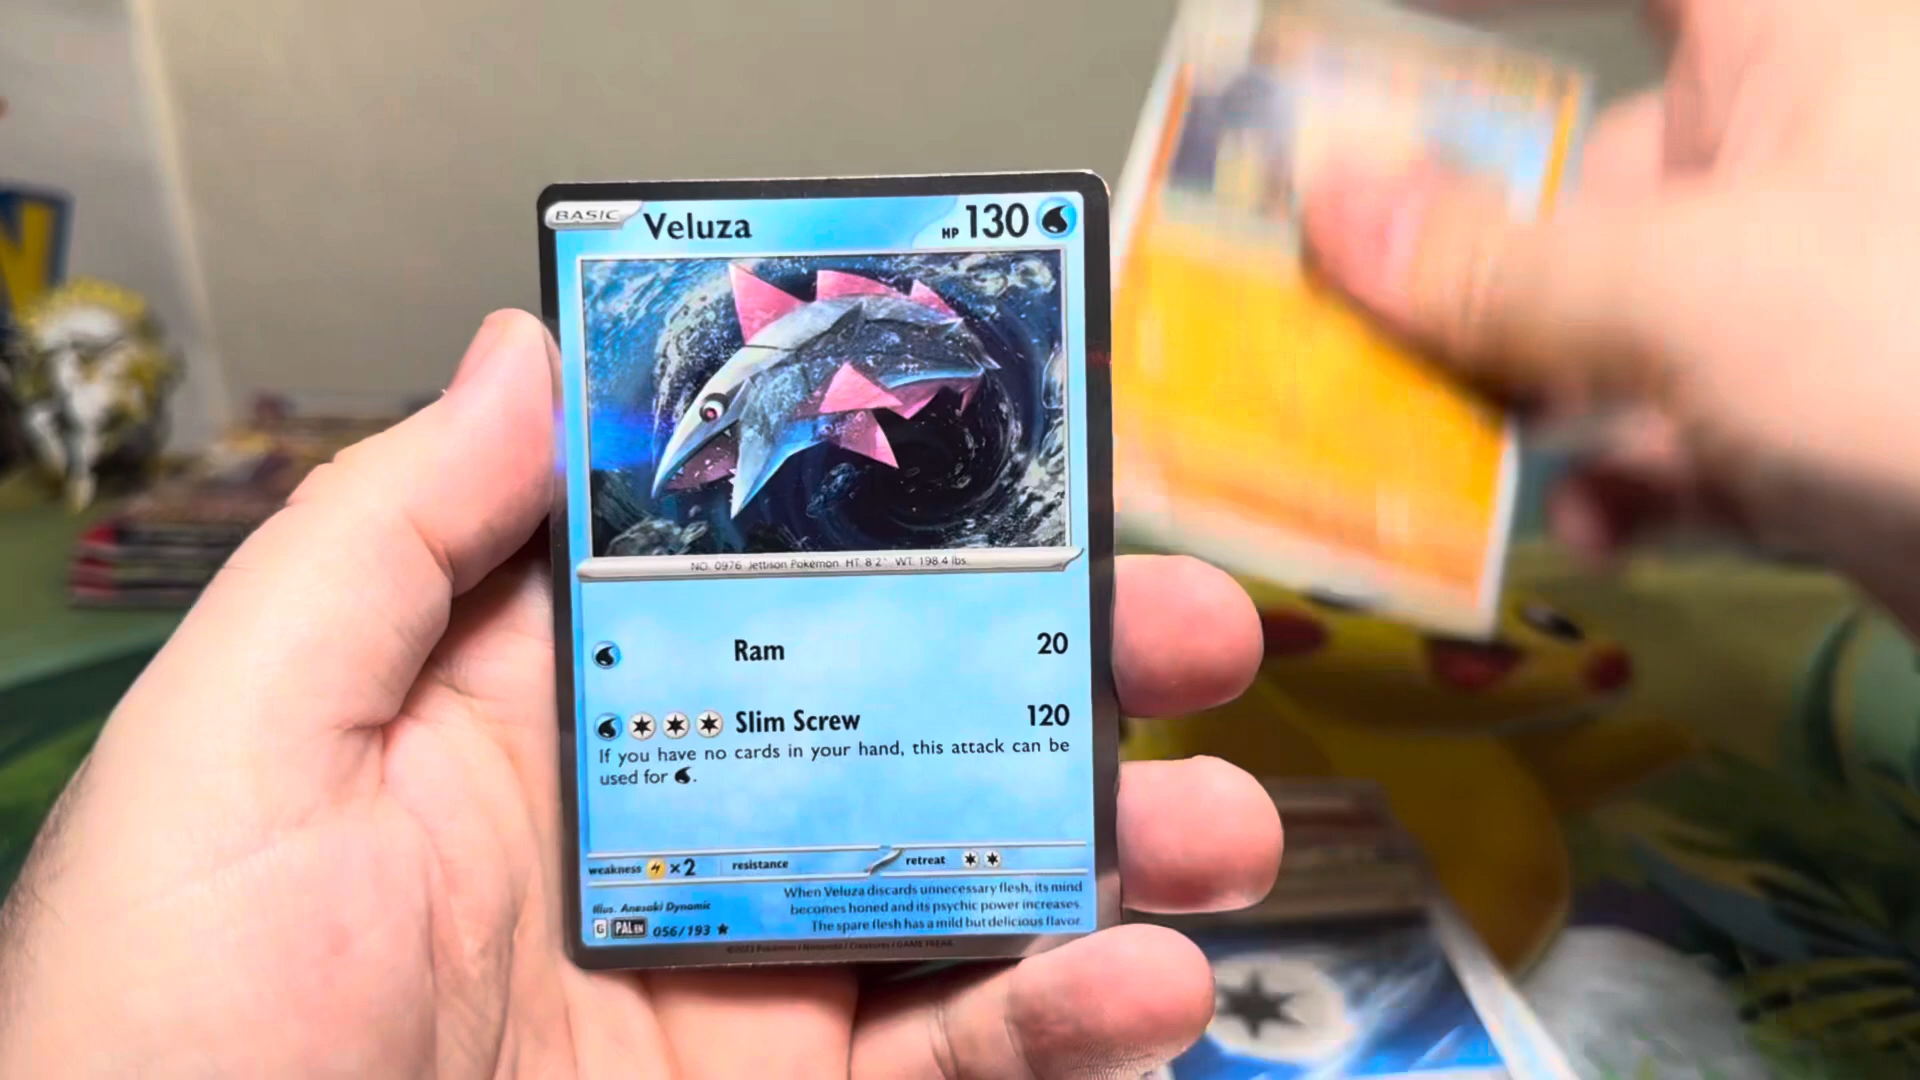 BASIC Veluza HP 130
NO. 0976 Jettison Pokémon HT: 8'2" WT: 198.4 lbs.
Ram 20
Slim Screw 120
If you have no cards in your hand, this attack can be
used for .
weakness ×2 resistance retreat
When Veluza discards unnecessary flesh, its mind
becomes honed and its psychic power increases.
The spare flesh has a mild but delicious flavor.
Illus. Anesaki Dynamic
G PAL EN 056/193 ★
©2023 Pokémon / Nintendo / Creatures / GAME FREAK